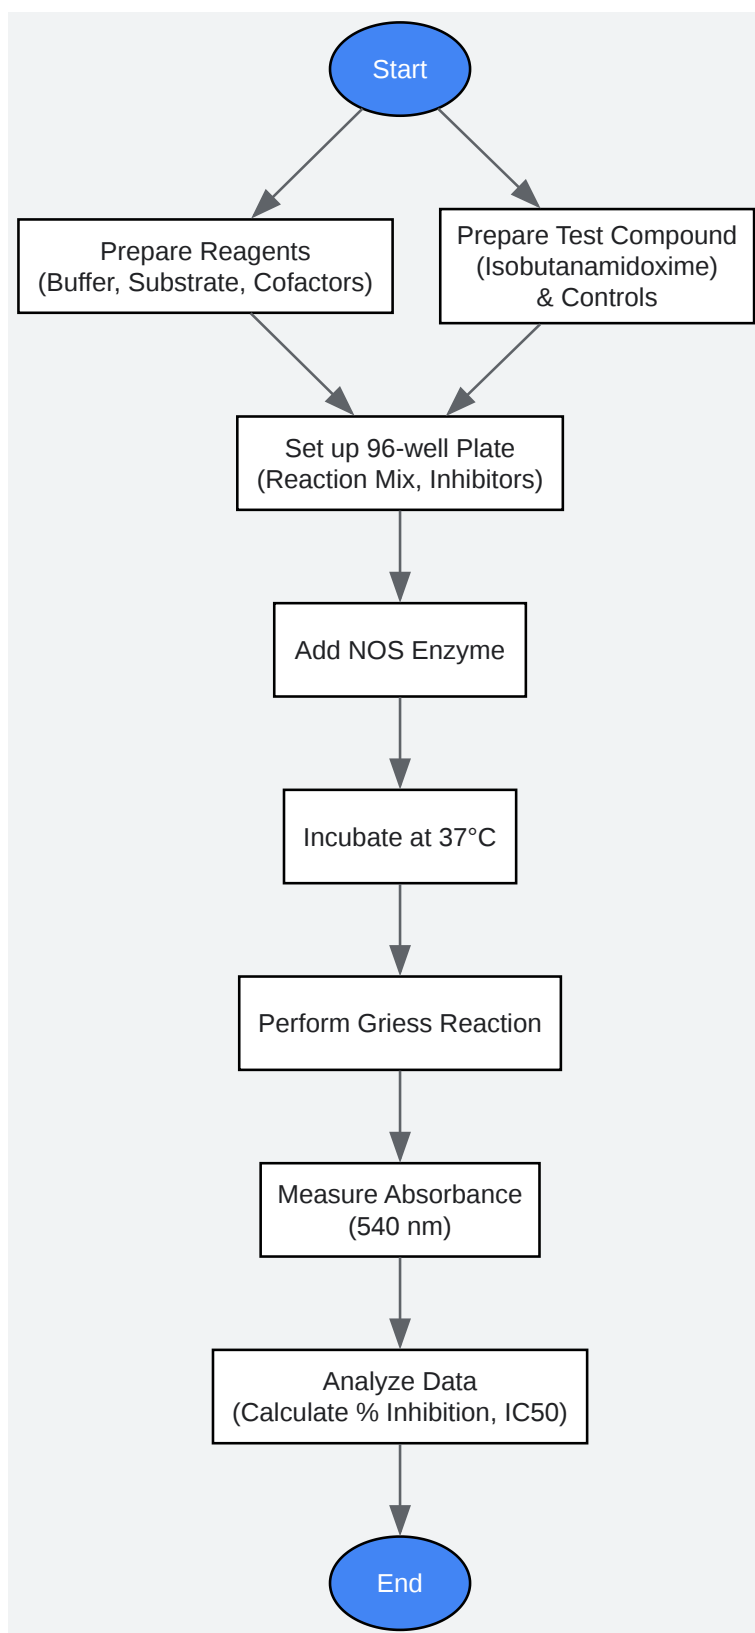 Start
Prepare Reagents
(Buffer, Substrate, Cofactors)
Prepare Test Compound
(Isobutanamidoxime)
& Controls
Set up 96-well Plate
(Reaction Mix, Inhibitors)
Add NOS Enzyme
Incubate at 37°C
Perform Griess Reaction
Measure Absorbance
(540 nm)
Analyze Data
(Calculate % Inhibition, IC50)
End